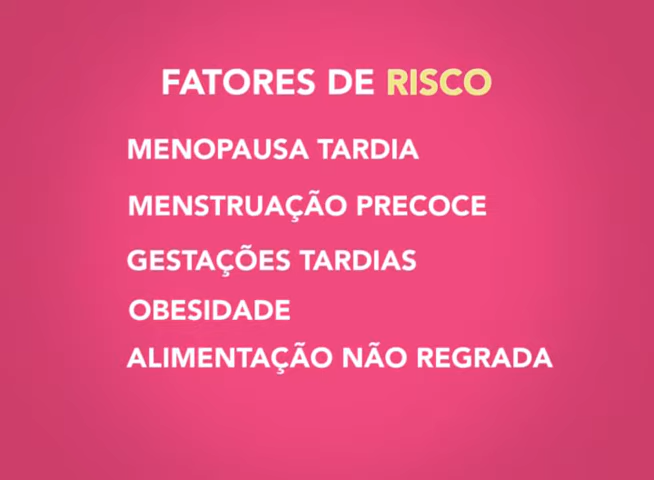 FATORES DE RISCO
MENOPAUSA TARDIA
MENSTRUAÇÃO PRECOCE
GESTAÇÕES TARDIAS
OBESIDADE
ALIMENTAÇÃO NÃO REGRADA